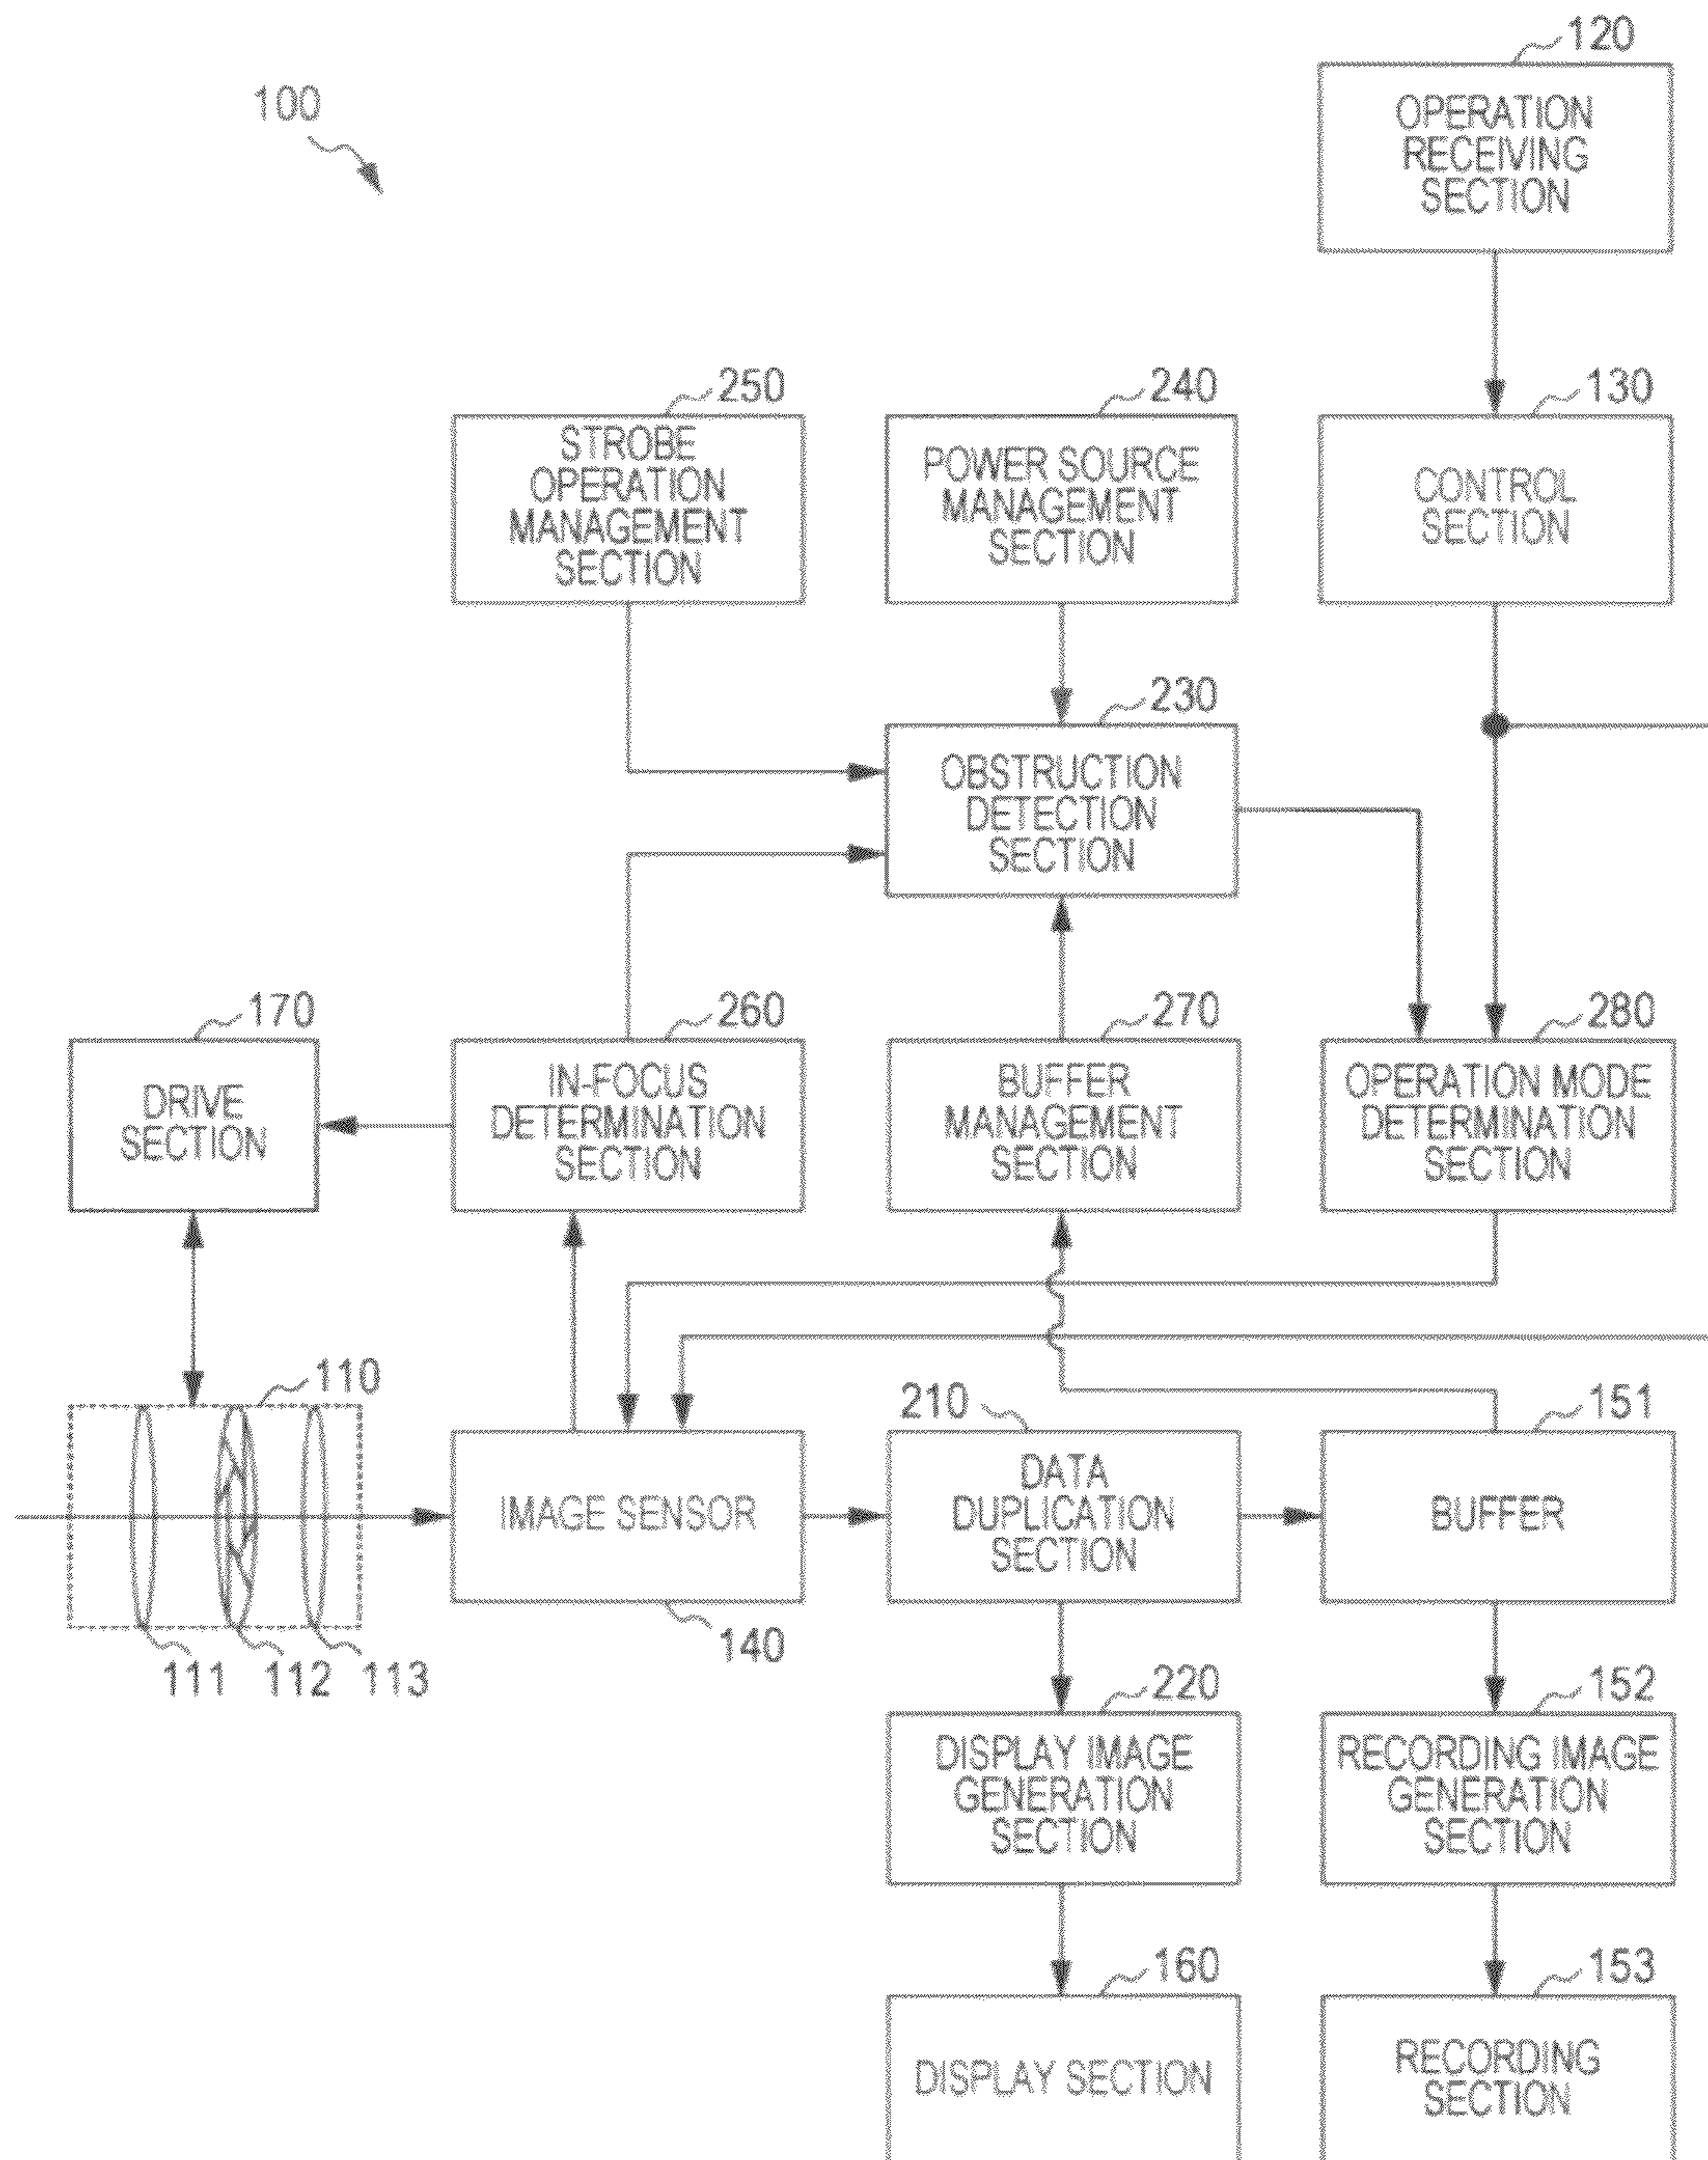 120
100
OPERATION
RECEIVING
SECTION
250
240
130
STROBE
OPERATION
MANAGEMENT
SECTION
POWER SOURCE
MANAGEMENT
SECTION
CONTROL
SECTION
230
OBSTRUCTION
DETECTION
SECTION
170
260
270
280
DRIVE
SECTION
IN-FOCUS
DETERMINATION
SECTION
BUFFER
MANAGEMENT
SECTION
OPERATION MODE
DETERMINATION
SECTION
110
210
151
IMAGE SENSOR
DATA
DUPLICATION
SECTION
BUFFER
140
111
112
113
220
152
DISPLAY IMAGE
GENERATION
SECTION
RECORDING IMAGE
GENERATION
SECTION
160
153
DISPLAY SECTION
RECORDING
SECTION